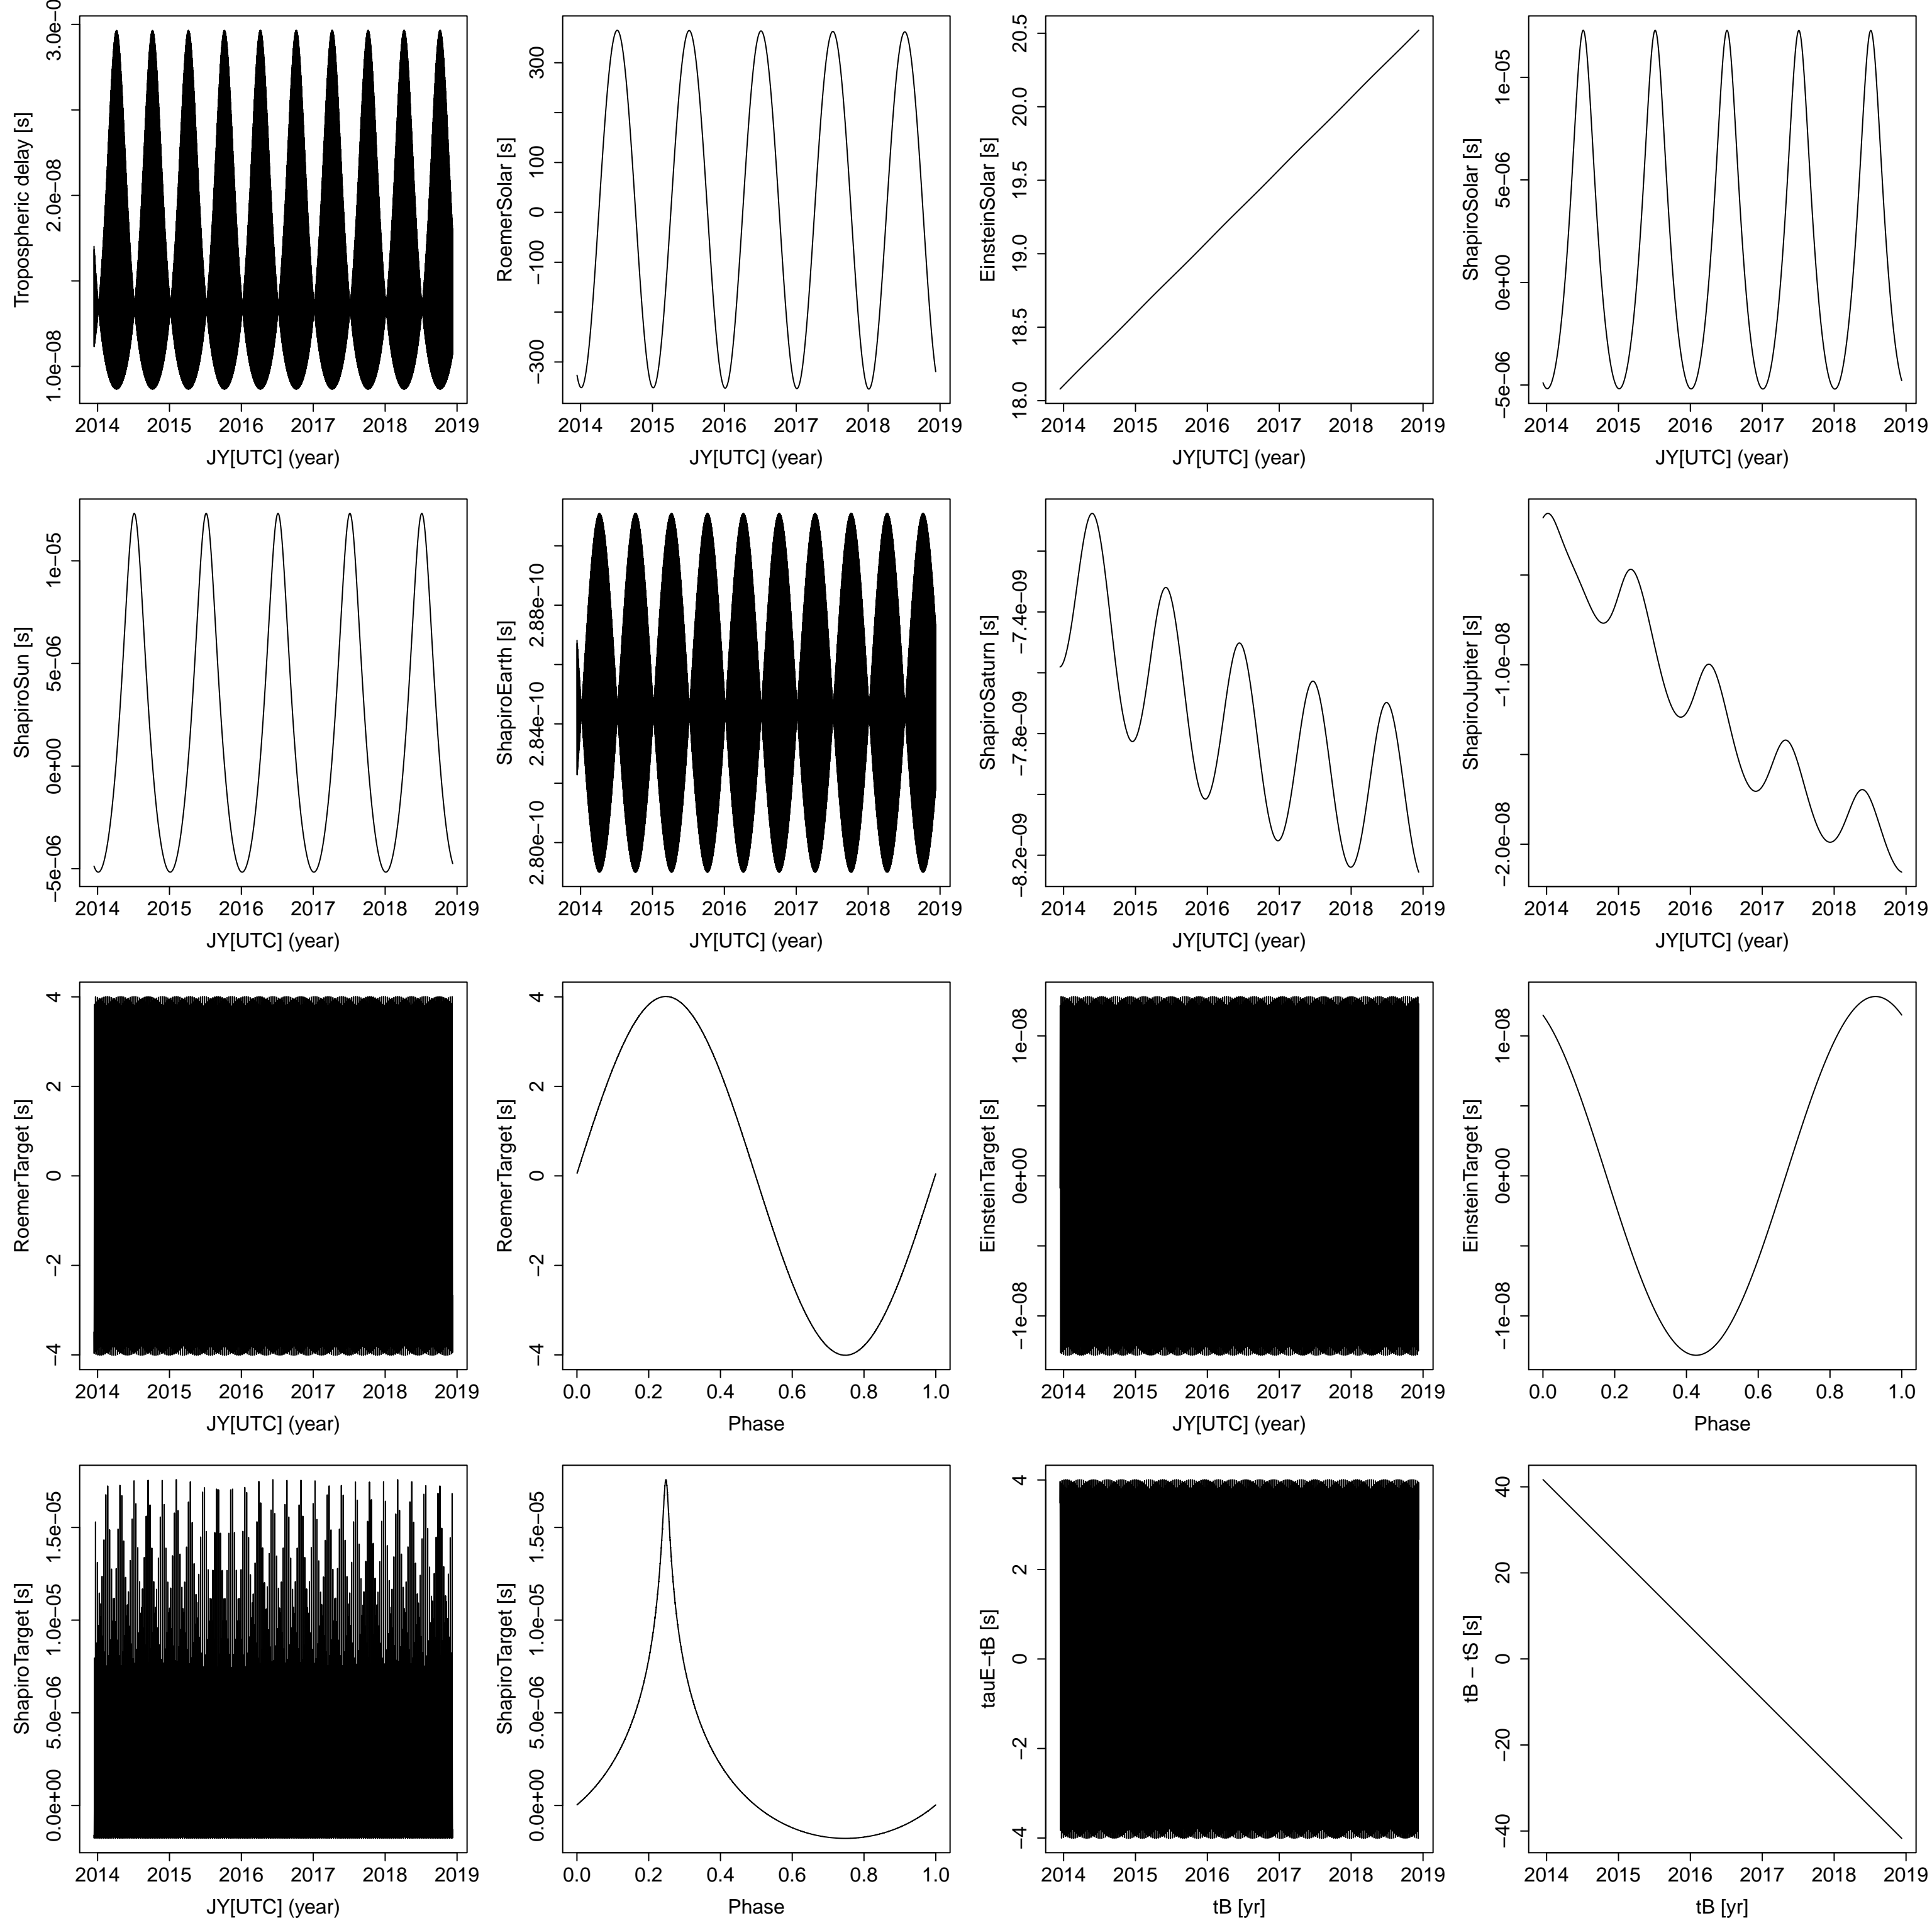 Tropospheric delay [s]
1.0e−08 2.0e−08 3.0e−0
2014 2015 2016 2017 2018 2019
JY[UTC] (year)
RoemerSolar [s]
−300 −100 0 100 300
2014 2015 2016 2017 2018 2019
JY[UTC] (year)
EinsteinSolar [s]
18.0 18.5 19.0 19.5 20.0 20.5
2014 2015 2016 2017 2018 2019
JY[UTC] (year)
ShapiroSolar [s]
−5e−06 0e+00 5e−06 1e−05
2014 2015 2016 2017 2018 2019
JY[UTC] (year)
ShapiroSun [s]
−5e−06 0e+00 5e−06 1e−05
2014 2015 2016 2017 2018 2019
JY[UTC] (year)
ShapiroEarth [s]
2.80e−10 2.84e−10 2.88e−10
2014 2015 2016 2017 2018 2019
JY[UTC] (year)
ShapiroSaturn [s]
−8.2e−09 −7.8e−09 −7.4e−09
2014 2015 2016 2017 2018 2019
JY[UTC] (year)
ShapiroJupiter [s]
−2.0e−08 −1.0e−08
2014 2015 2016 2017 2018 2019
JY[UTC] (year)
RoemerTarget [s]
−4 −2 0 2 4
2014 2015 2016 2017 2018 2019
JY[UTC] (year)
RoemerTarget [s]
−4 −2 0 2 4
0.0 0.2 0.4 0.6 0.8 1.0
Phase
EinsteinTarget [s]
−1e−08 0e+00 1e−08
2014 2015 2016 2017 2018 2019
JY[UTC] (year)
EinsteinTarget [s]
−1e−08 0e+00 1e−08
0.0 0.2 0.4 0.6 0.8 1.0
Phase
ShapiroTarget [s]
0.0e+00 5.0e−06 1.0e−05 1.5e−05
2014 2015 2016 2017 2018 2019
JY[UTC] (year)
ShapiroTarget [s]
0.0e+00 5.0e−06 1.0e−05 1.5e−05
0.0 0.2 0.4 0.6 0.8 1.0
Phase
tauE−tB [s]
−4 −2 0 2 4
2014 2015 2016 2017 2018 2019
tB [yr]
tB − tS [s]
−40 −20 0 20 40
2014 2015 2016 2017 2018 2019
tB [yr]